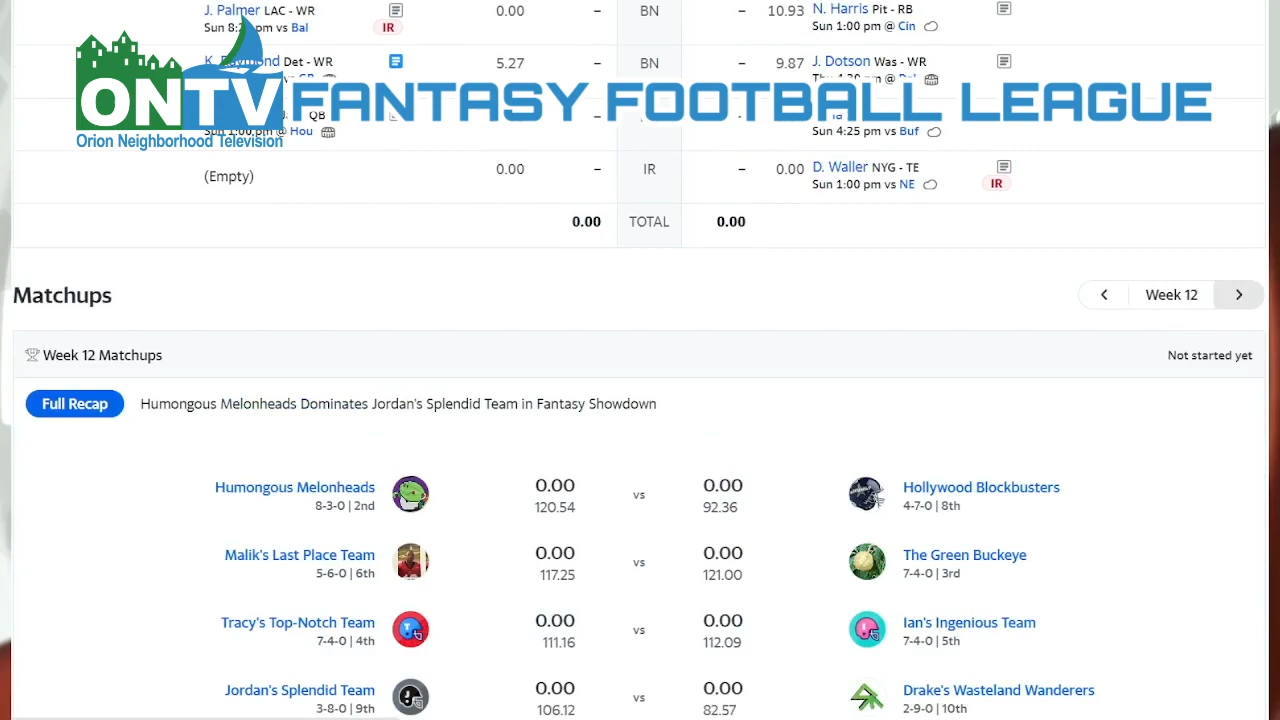 J. Palmer LAC - WR
0.00 – BN – 10.93
N. Harris Pit - RB
Sun 8:2 pm vs Bal
IR
Sun 1:00 pm @ Cin
K. Raymond Det - WR
5.27 – BN – 9.87
J. Dotson Was - WR
ONTV FANTASY FOOTBALL LEAGUE
QB
Sun 1:00 pm @ Hou
Sun 4:25 pm vs Buf
Orion Neighborhood Television
(Empty)
0.00 – IR – 0.00
D. Waller NYG - TE
Sun 1:00 pm vs NE
IR
0.00 TOTAL 0.00
Matchups
Week 12
Week 12 Matchups
Not started yet
Full Recap Humongous Melonheads Dominates Jordan's Splendid Team in Fantasy Showdown
Humongous Melonheads 0.00 vs 0.00 Hollywood Blockbusters
8-3-0 | 2nd 120.54 92.36 4-7-0 | 8th
Malik's Last Place Team 0.00 vs 0.00 The Green Buckeye
5-6-0 | 6th 117.25 121.00 7-4-0 | 3rd
Tracy's Top-Notch Team 0.00 vs 0.00 Ian's Ingenious Team
7-4-0 | 4th 111.16 112.09 7-4-0 | 5th
Jordan's Splendid Team 0.00 vs 0.00 Drake's Wasteland Wanderers
3-8-0 | 9th 106.12 82.57 2-9-0 | 10th